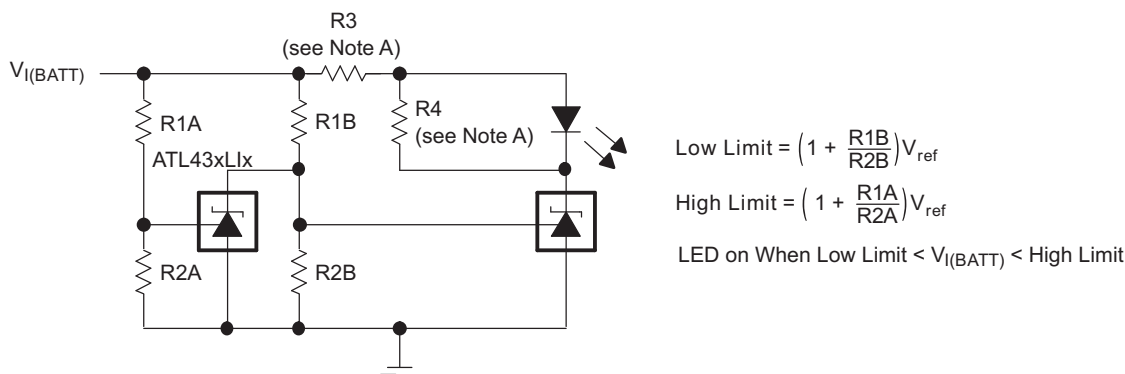 R3
(see Note A)
V_I(BATT)
R1A
R1B
R4
(see Note A)
ATL43xLIx
R2A
R2B
Low Limit = (1 + R1B/R2B)V_ref
High Limit = (1 + R1A/R2A)V_ref
LED on When Low Limit < V_I(BATT) < High Limit